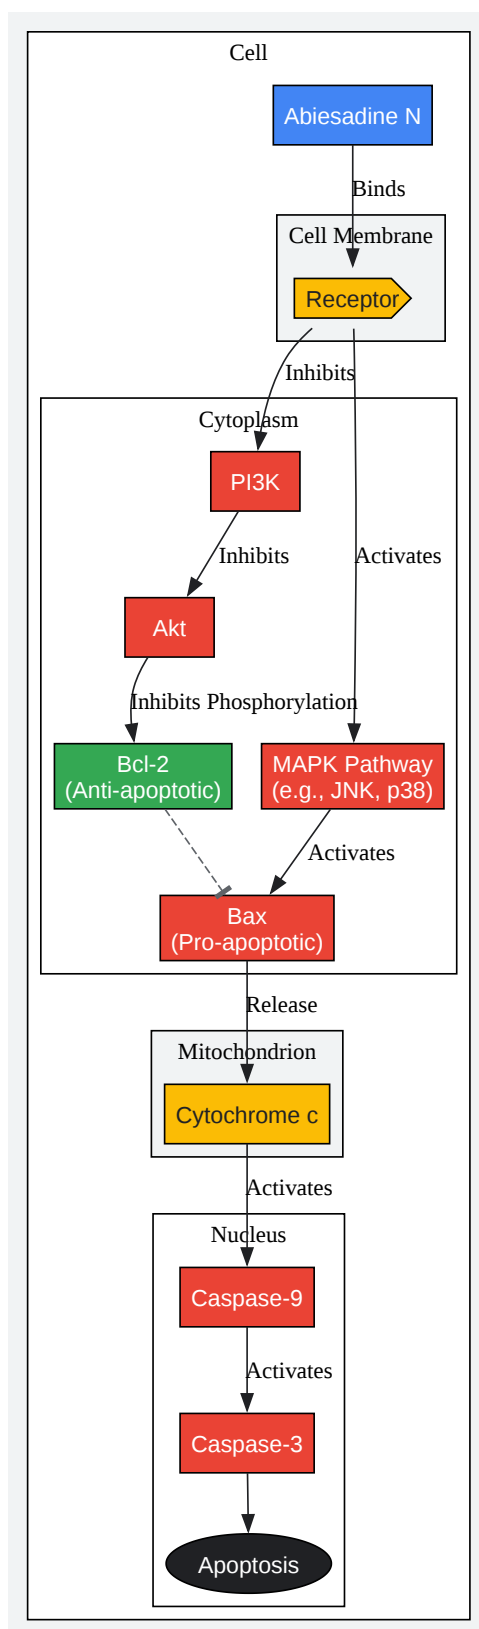 Cell
Abiesadine N
Binds
Cell Membrane
Receptor
Inhibits
Cytoplasm
PI3K
Inhibits
Activates
Akt
Inhibits Phosphorylation
Bcl-2
(Anti-apoptotic)
MAPK Pathway
(e.g., JNK, p38)
Activates
Bax
(Pro-apoptotic)
Release
Mitochondrion
Cytochrome c
Activates
Nucleus
Caspase-9
Activates
Caspase-3
Apoptosis